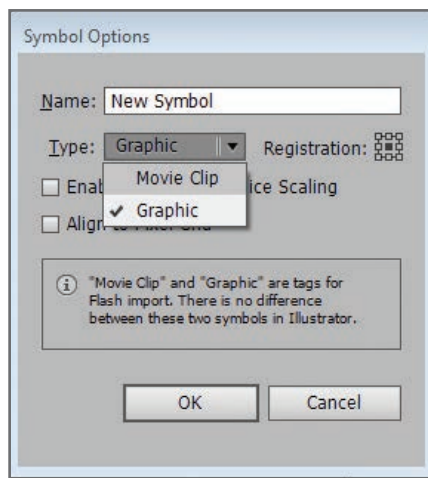 Symbol Options
Name: New Symbol
Type: Graphic Registration:
Movie Clip
Graphic
ice Scaling
"Movie Clip" and "Graphic" are tags for
Flash import. There is no difference
between these two symbols in Illustrator.
OK Cancel